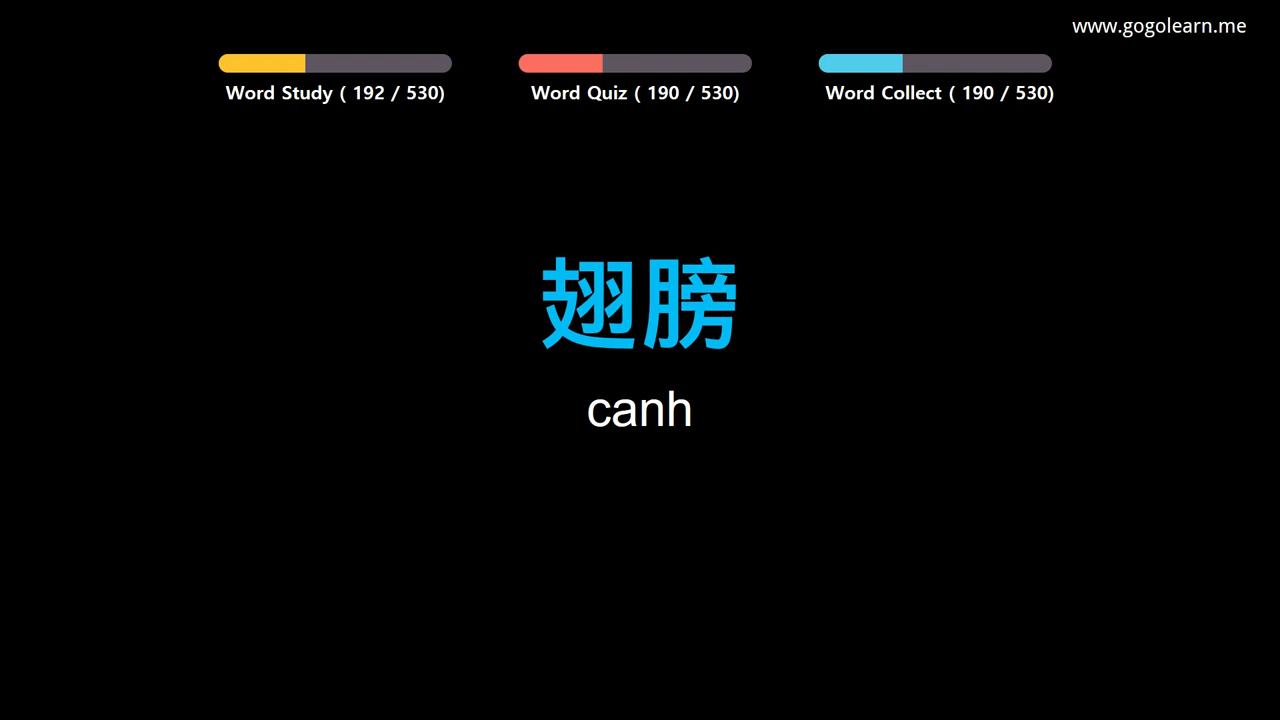 www.gogolearn.me
Word Study ( 192 / 530)
Word Quiz ( 190 / 530)
Word Collect ( 190 / 530)
翅膀
canh